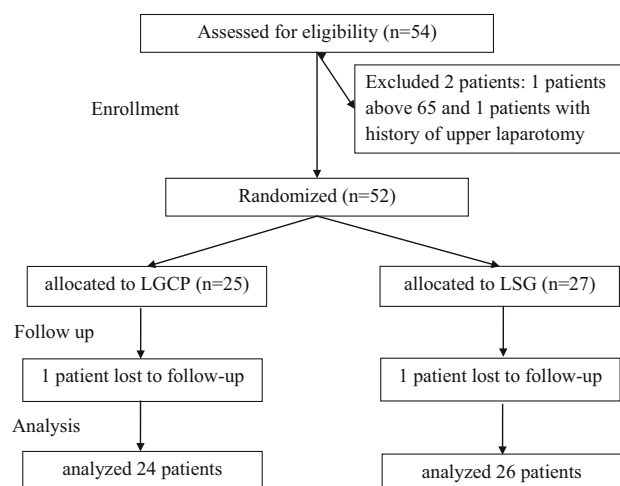 Assessed for eligibility (n=54)
Excluded 2 patients: 1 patients
above 65 and 1 patients with
history of upper laparotomy
Enrollment
Randomized (n=52)
allocated to LGCP (n=25)
allocated to LSG (n=27)
Follow up
1 patient lost to follow-up
1 patient lost to follow-up
Analysis
analyzed 24 patients
analyzed 26 patients